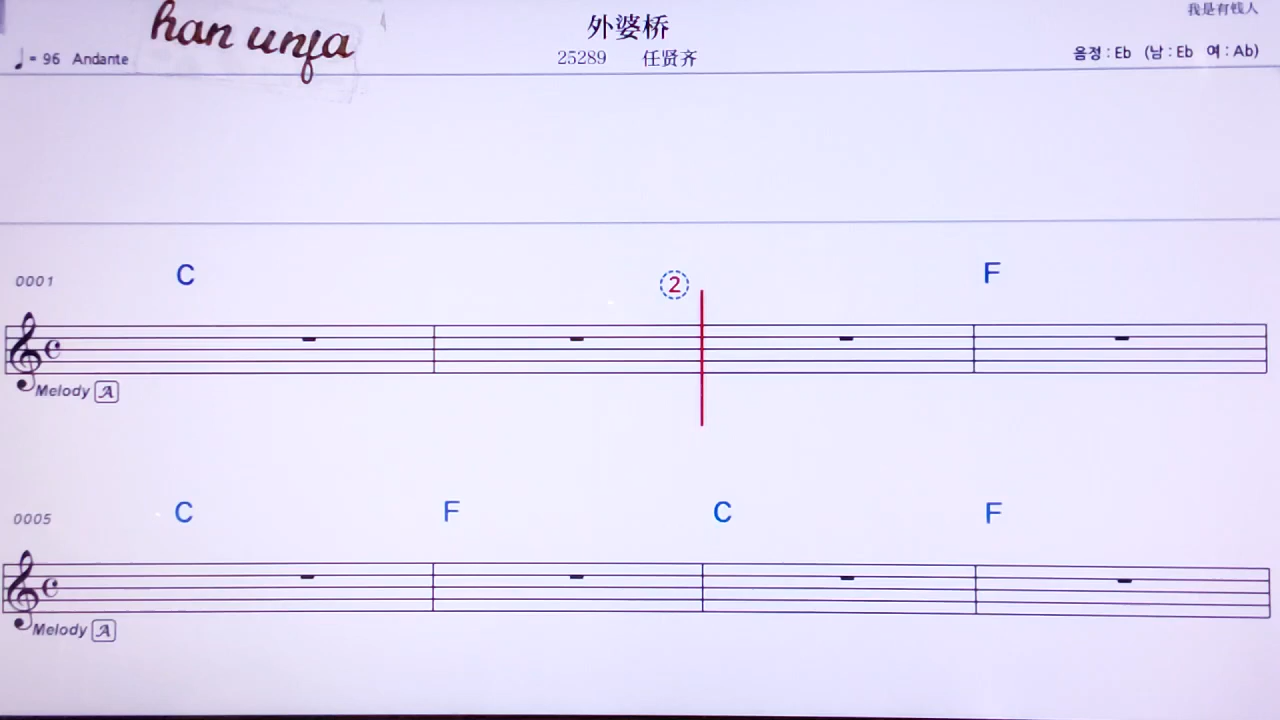 han unfa
外婆桥
我是有钱人
♩= 96 Andante
25289 任贤齐
음정 : Eb (남 : Eb 여 : Ab)
0001 C ② F
Melody A
0005 C F C F
Melody A